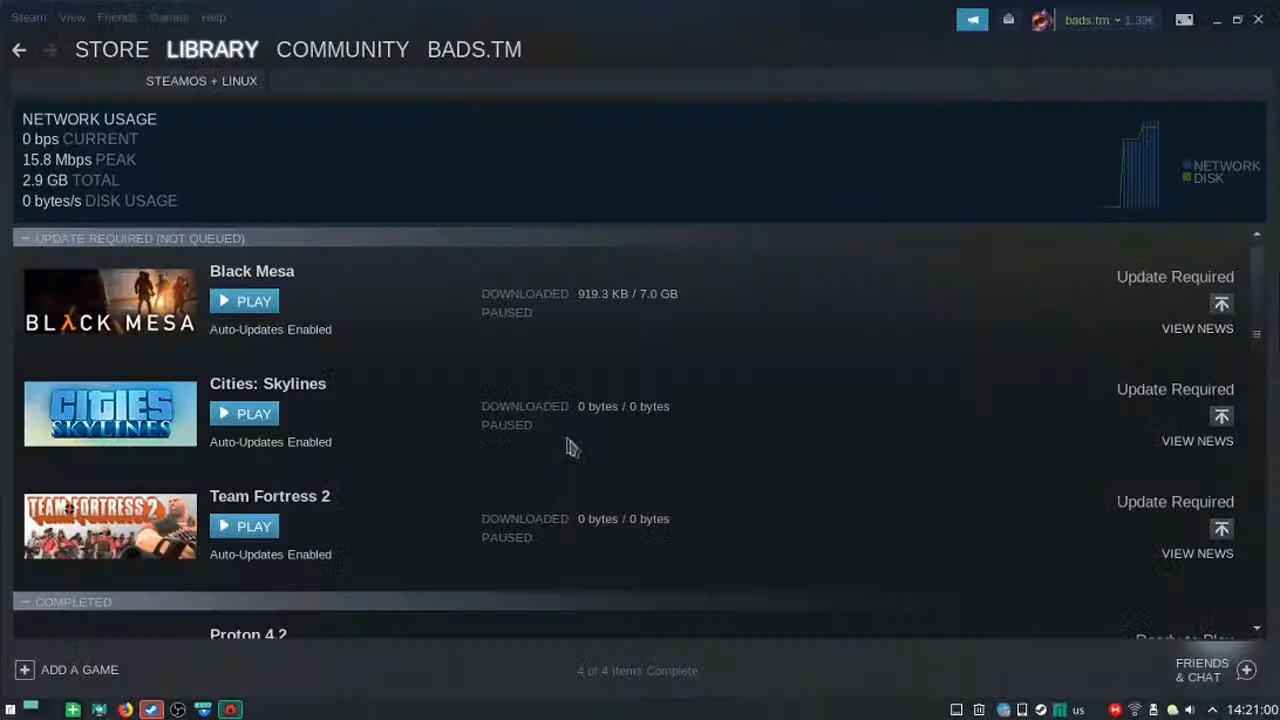 Steam View Friends Games Help
bads.tm 1.39€
STORE LIBRARY COMMUNITY BADS.TM
STEAMOS + LINUX
NETWORK USAGE
0 bps CURRENT
15.8 Mbps PEAK
2.9 GB TOTAL
0 bytes/s DISK USAGE
NETWORK
DISK
UPDATE REQUIRED (NOT QUEUED)
BLACK MESA
Black Mesa
PLAY
Auto-Updates Enabled
DOWNLOADED 919.3 KB / 7.0 GB
PAUSED
Update Required
VIEW NEWS
CITIES
SKYLINES
Cities: Skylines
PLAY
Auto-Updates Enabled
DOWNLOADED 0 bytes / 0 bytes
PAUSED
Update Required
VIEW NEWS
TEAM FORTRESS 2
Team Fortress 2
PLAY
Auto-Updates Enabled
DOWNLOADED 0 bytes / 0 bytes
PAUSED
Update Required
VIEW NEWS
COMPLETED
Proton 4.2
Ready to Play
ADD A GAME
4 of 4 Items Complete
FRIENDS
& CHAT
us
14:21:00